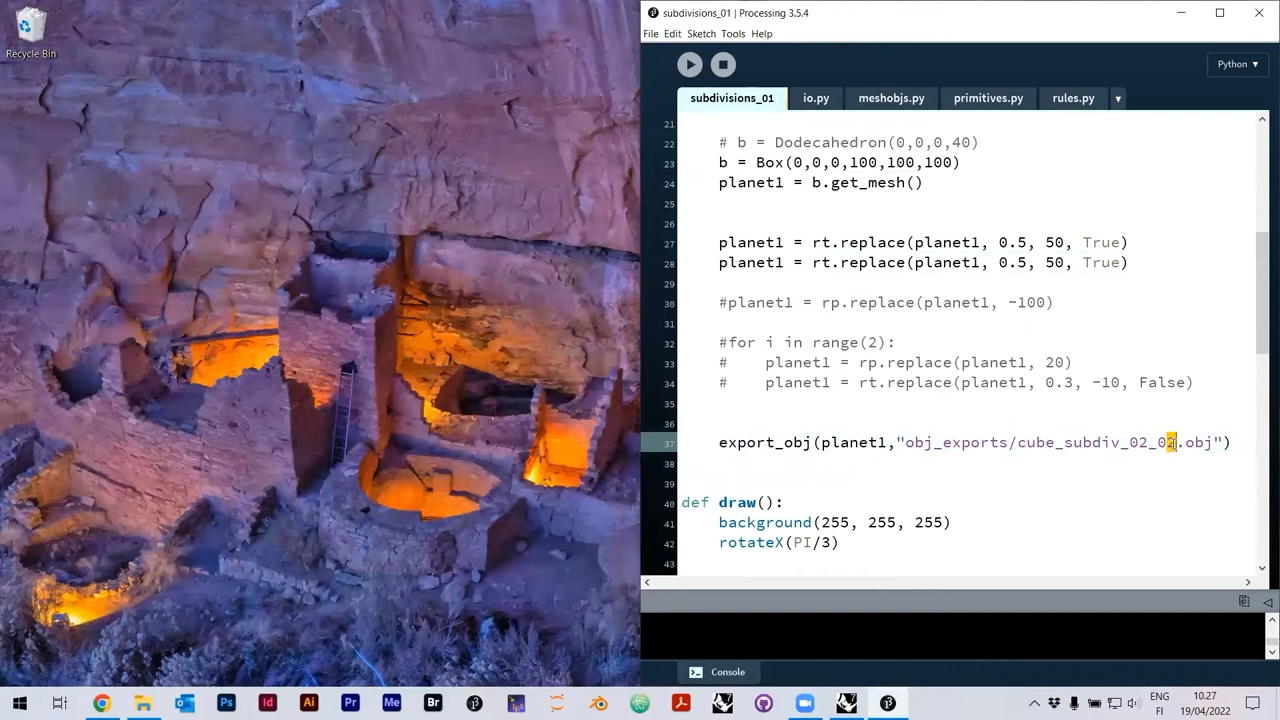 Recycle Bin
subdivisions_01 | Processing 3.5.4
File Edit Sketch Tools Help
Python ▾
subdivisions_01 io.py meshobjs.py primitives.py rules.py ▾
21
22 # b = Dodecahedron(0,0,0,40)
23 b = Box(0,0,0,100,100,100)
24 planet1 = b.get_mesh()
25
26
27 planet1 = rt.replace(planet1, 0.5, 50, True)
28 planet1 = rt.replace(planet1, 0.5, 50, True)
29
30 #planet1 = rp.replace(planet1, -100)
31
32 #for i in range(2):
33 #    planet1 = rp.replace(planet1, 20)
34 #    planet1 = rt.replace(planet1, 0.3, -10, False)
35
36
37 export_obj(planet1,"obj_exports/cube_subdiv_02_02.obj")
38
39
40 def draw():
41 background(255, 255, 255)
42 rotateX(PI/3)
43
Console
Ps Id Ai Pr Me Br
ENG
FI
10.27
19/04/2022